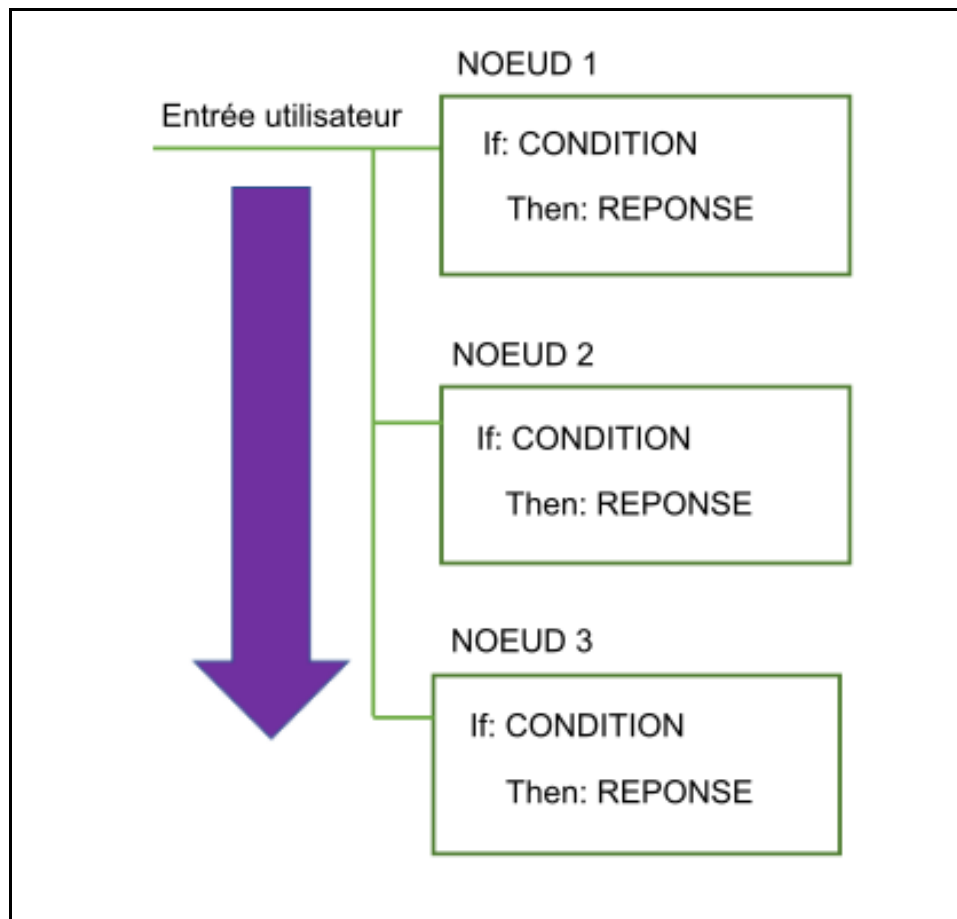 NOEUD 1
Entrée utilisateur
If: CONDITION
Then: REPONSE
NOEUD 2
If: CONDITION
Then: REPONSE
NOEUD 3
If: CONDITION
Then: REPONSE